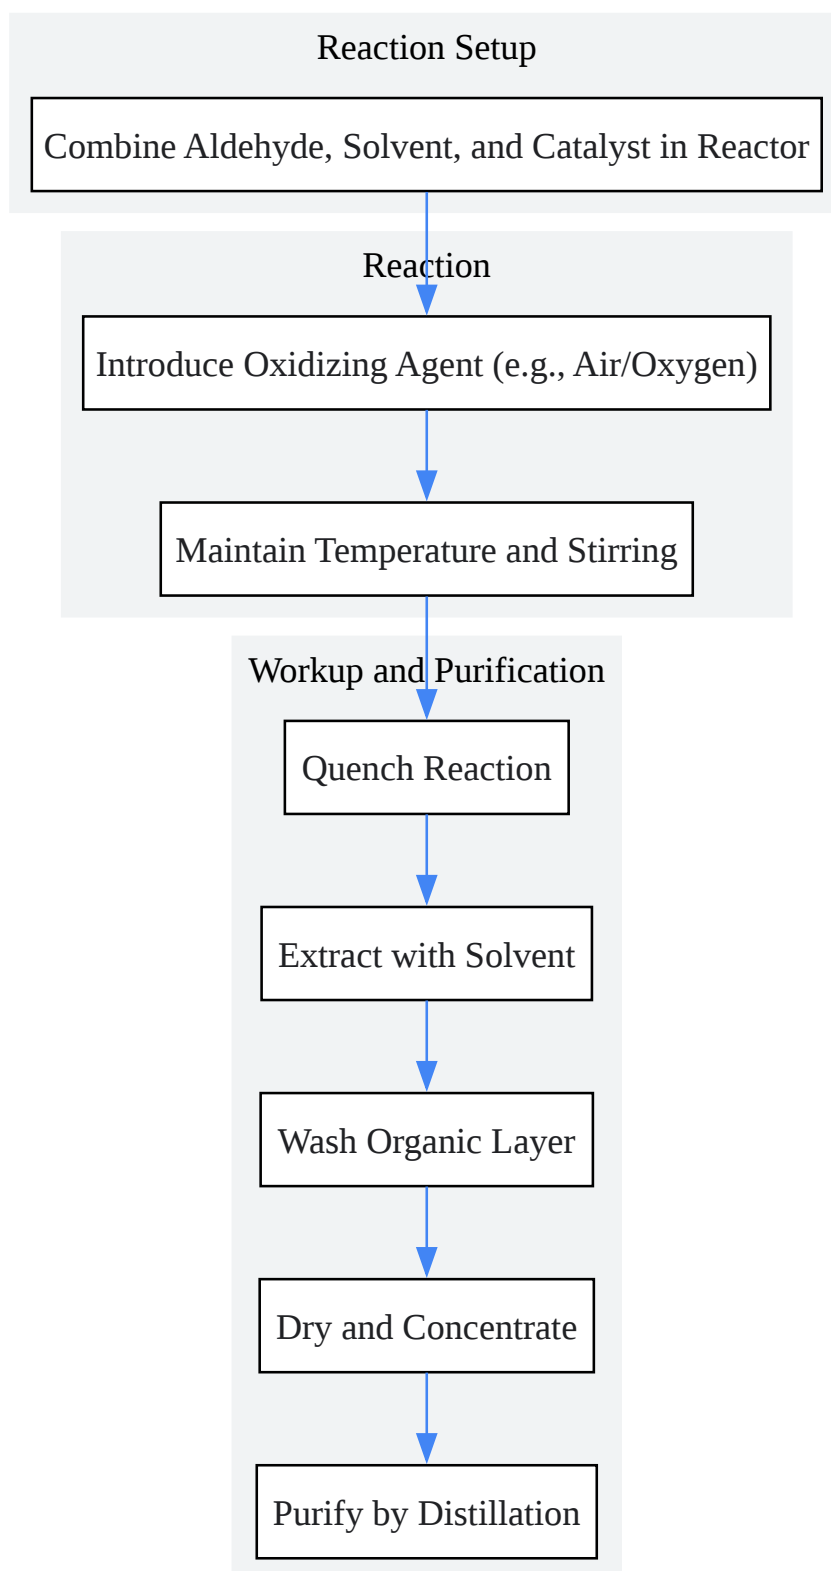 Reaction Setup
Combine Aldehyde, Solvent, and Catalyst in Reactor
Reaction
Introduce Oxidizing Agent (e.g., Air/Oxygen)
Maintain Temperature and Stirring
Workup and Purification
Quench Reaction
Extract with Solvent
Wash Organic Layer
Dry and Concentrate
Purify by Distillation